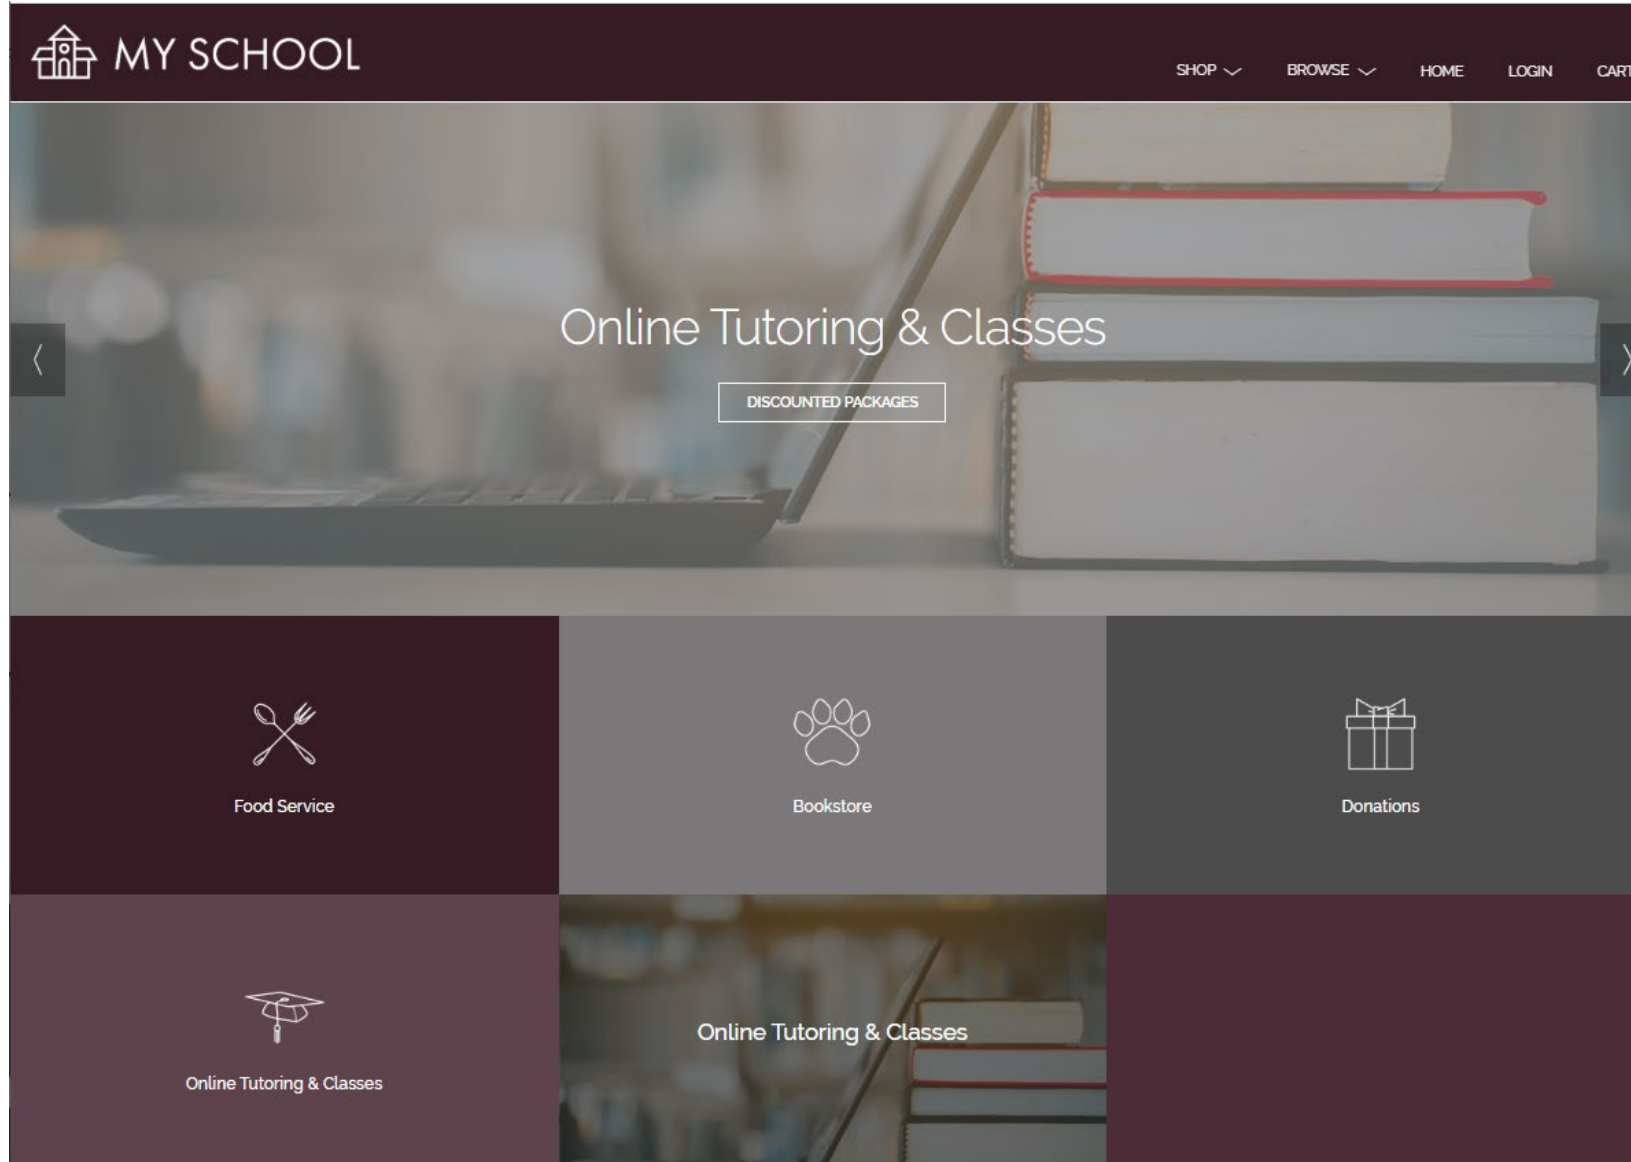 MY SCHOOL
SHOP BROWSE HOME LOGIN CART
Online Tutoring & Classes
DISCOUNTED PACKAGES
Food Service
Bookstore
Donations
Online Tutoring & Classes
Online Tutoring & Classes